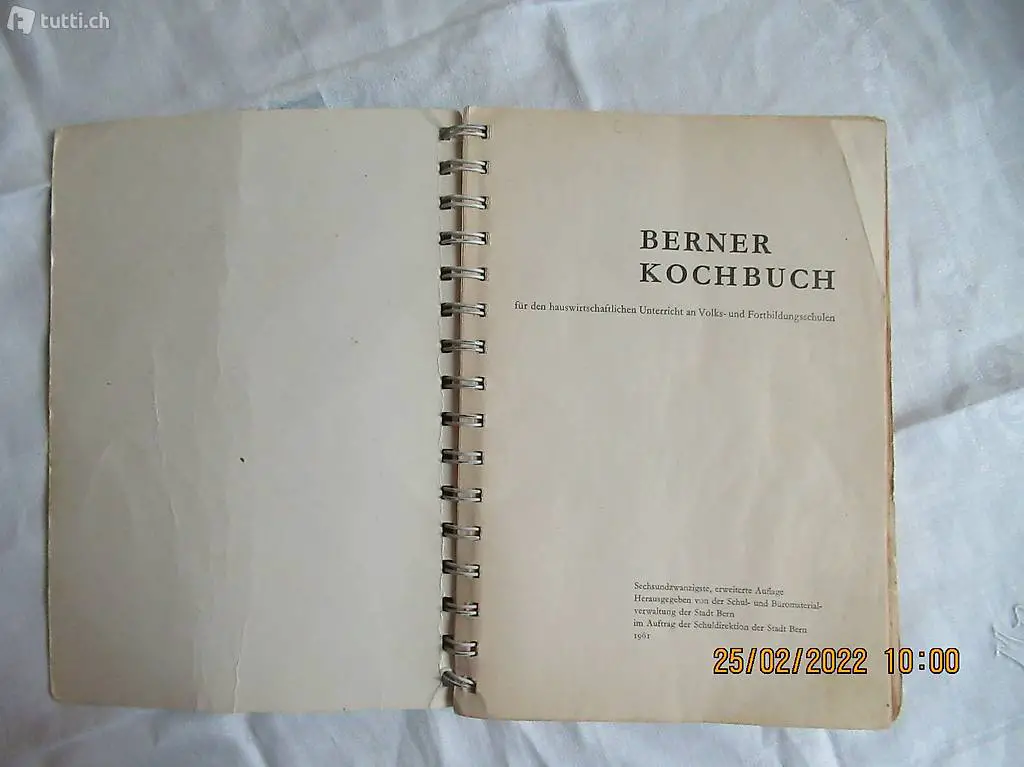 tutti.ch
BERNER
KOCHBUCH
für den hauswirtschaftlichen Unterricht an Volks- und Fortbildungsschulen
Sechsundzwanzigste, erweiterte Auflage
Herausgegeben von der Schul- und Büromaterial-
verwaltung der Stadt Bern
im Auftrag der Schuldirektion der Stadt Bern
1961
25/02/2022 10:00